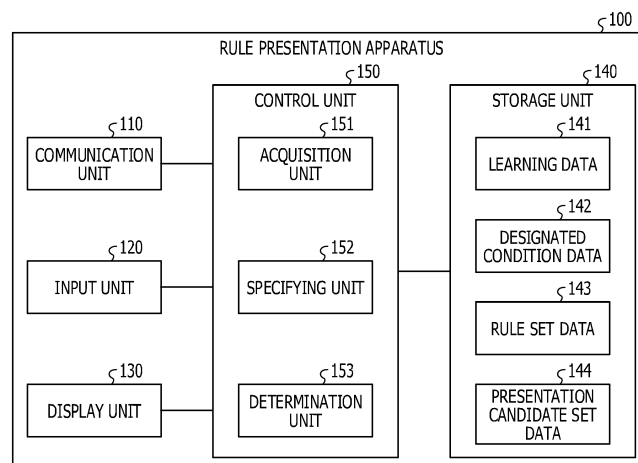 100
RULE PRESENTATION APPARATUS
150
140
CONTROL UNIT
STORAGE UNIT
110
151
141
COMMUNICATION
UNIT
ACQUISITION
UNIT
LEARNING DATA
142
DESIGNATED
CONDITION DATA
120
152
INPUT UNIT
SPECIFYING UNIT
143
RULE SET DATA
130
153
144
DISPLAY UNIT
DETERMINATION
UNIT
PRESENTATION
CANDIDATE SET
DATA